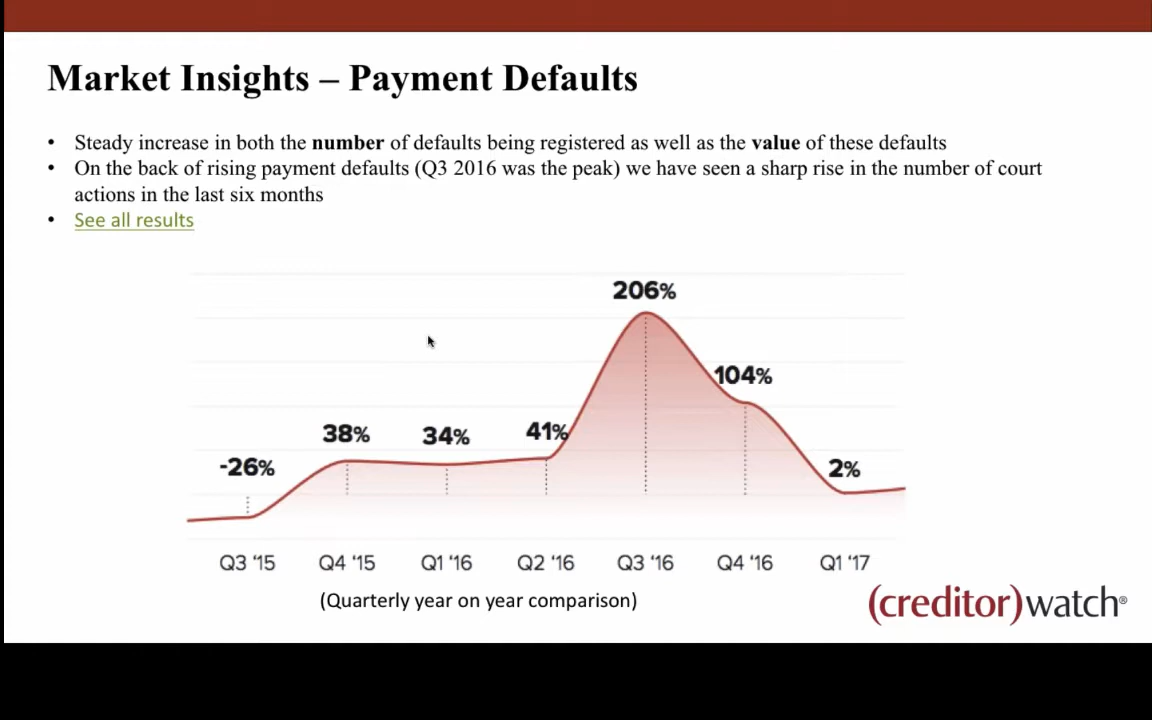 Market Insights – Payment Defaults
• Steady increase in both the number of defaults being registered as well as the value of these defaults
• On the back of rising payment defaults (Q3 2016 was the peak) we have seen a sharp rise in the number of court
actions in the last six months
• See all results
206%
104%
38%
34%
41%
-26%
2%
Q3 '15 Q4 '15 Q1 '16 Q2 '16 Q3 '16 Q4 '16 Q1 '17
(Quarterly year on year comparison)
(creditor)watch®